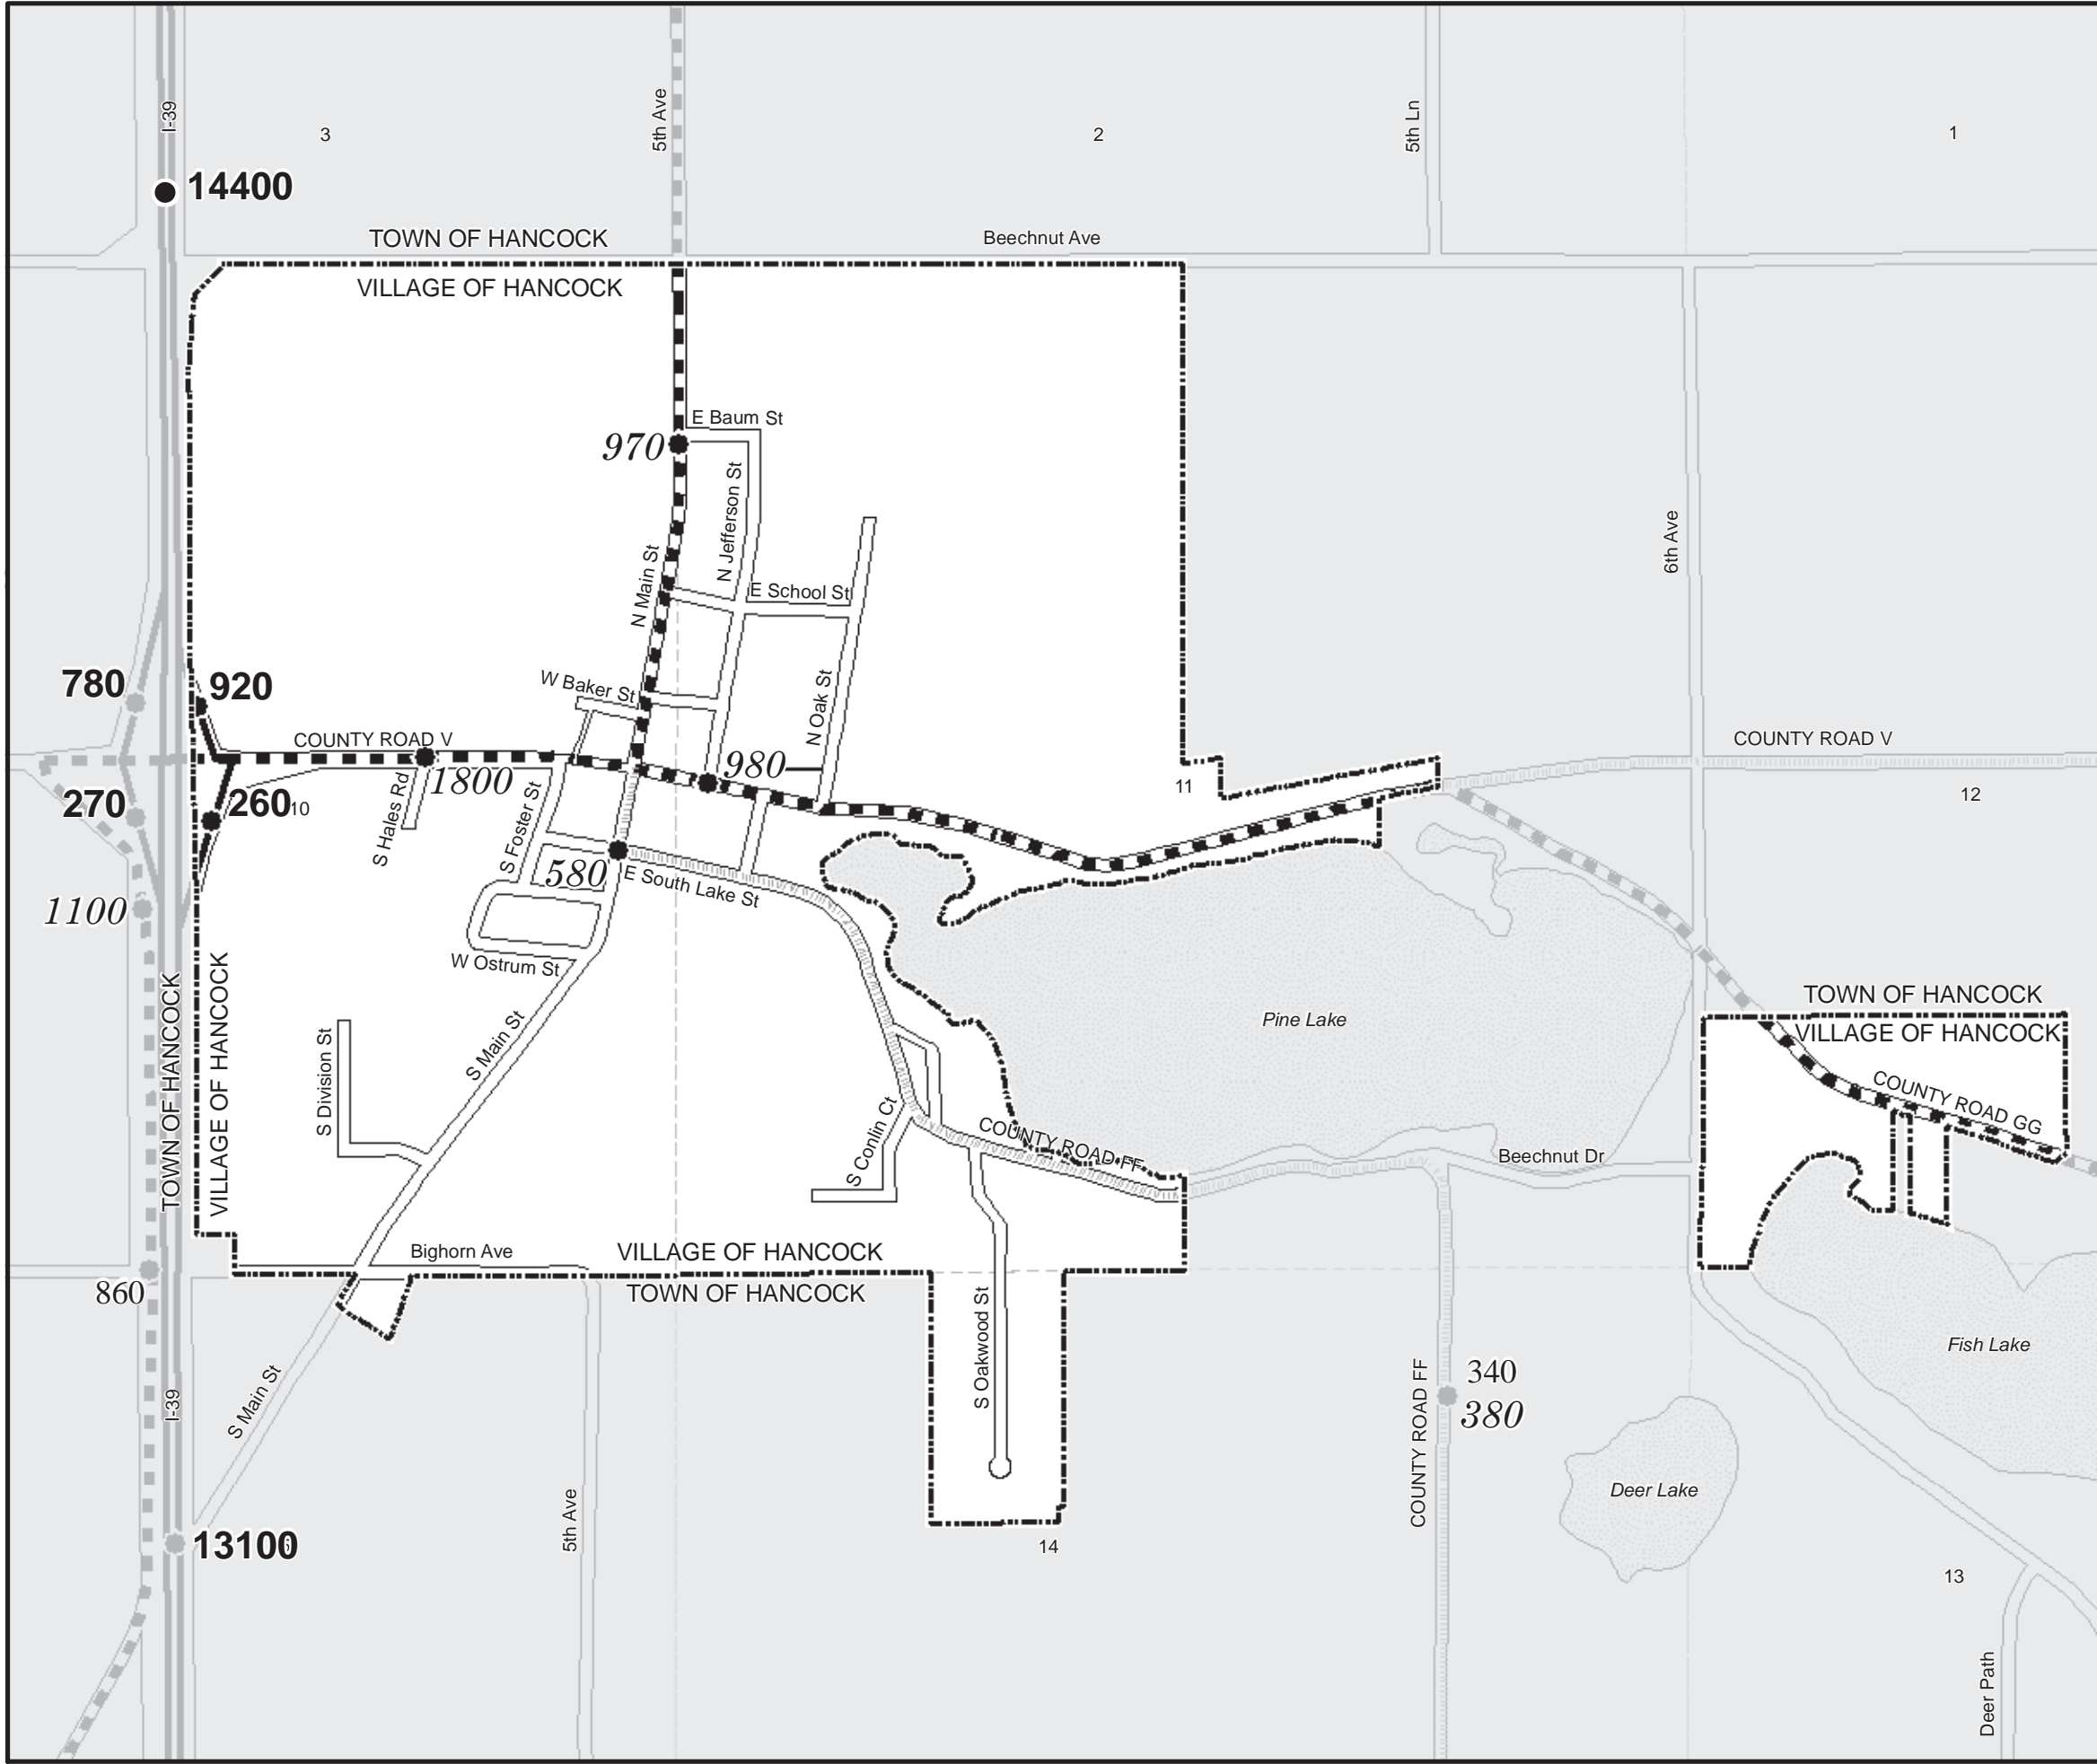 I-39
5th Ave
5th Ln
3
2
1
14400
TOWN OF HANCOCK
Beechnut Ave
VILLAGE OF HANCOCK
E Baum St
970
N Jefferson St
N Main St
E School St
6th Ave
780
920
W Baker St
N Oak St
COUNTY ROAD V
980
COUNTY ROAD V
1800
11
12
270
260
10
S Hales Rd
S Foster St
580
E South Lake St
1100
W Ostrum St
TOWN OF HANCOCK
VILLAGE OF HANCOCK
Pine Lake
TOWN OF HANCOCK
VILLAGE OF HANCOCK
S Division St
S Main St
COUNTY ROAD GG
S Conlin Ct
COUNTY ROAD FF
Beechnut Dr
Bighorn Ave
VILLAGE OF HANCOCK
TOWN OF HANCOCK
860
S Oakwood St
Fish Lake
I-39
S Main St
COUNTY ROAD FF
340
380
Deer Lake
13100
5th Ave
14
13
Deer Path